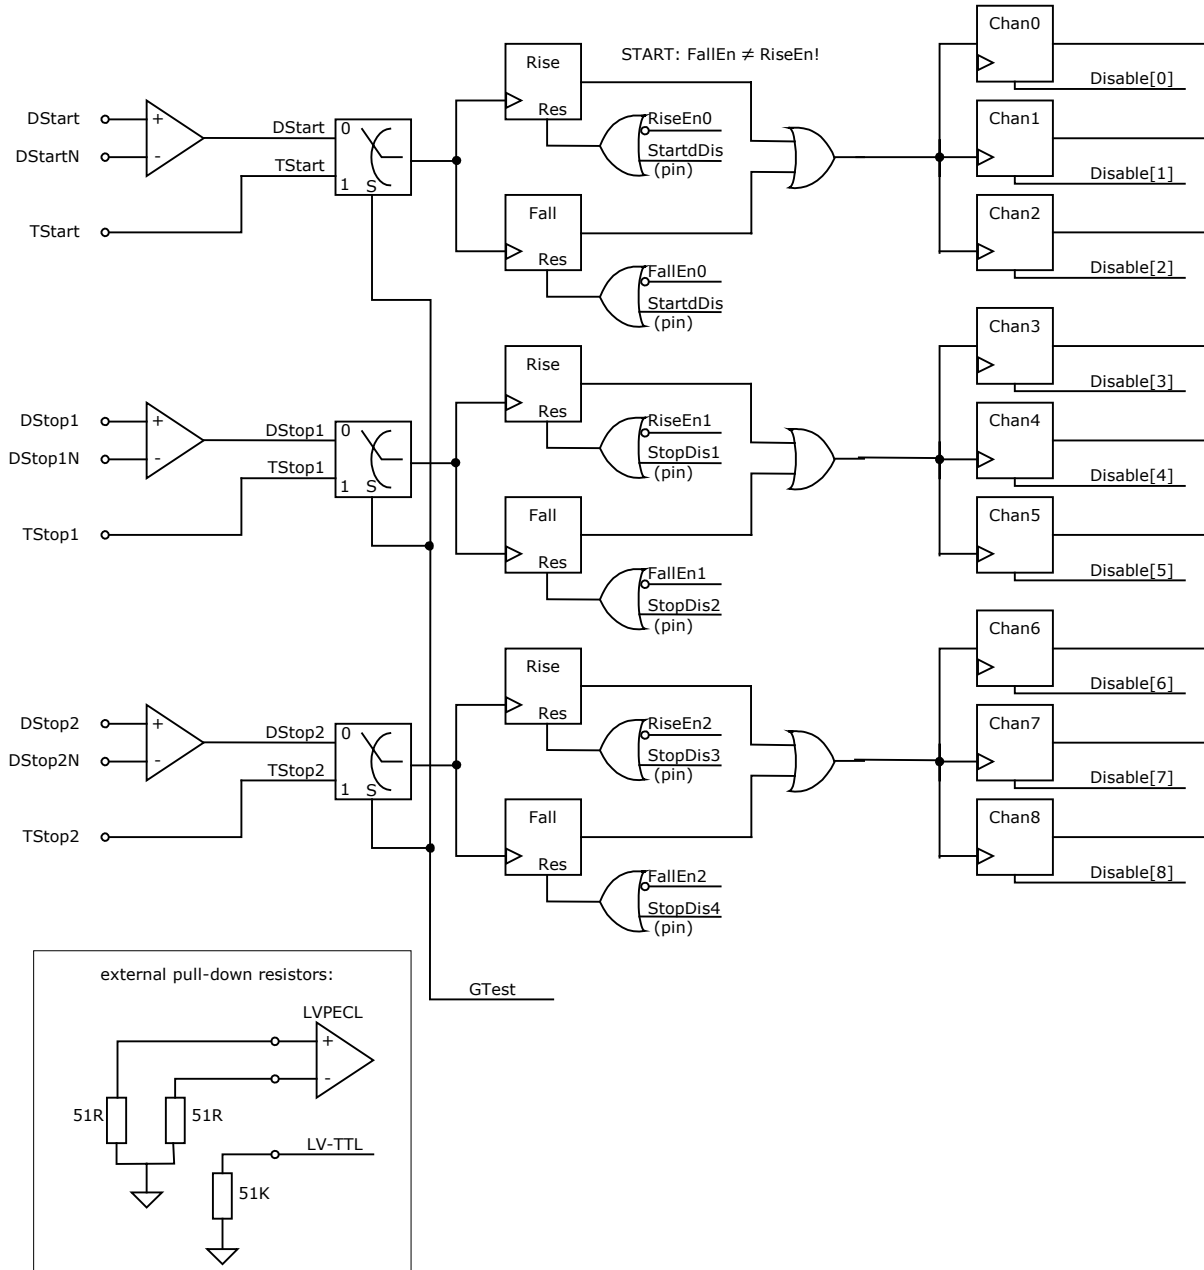 START: FallEn ≠ RiseEn!
DStart
DStartN
TStart
+
-
DStart
TStart
0
1
S
Rise
Res
RiseEn0
StartdDis
(pin)
Fall
Res
FallEn0
StartdDis
(pin)
Chan0
Disable[0]
Chan1
Disable[1]
Chan2
Disable[2]
DStop1
DStop1N
TStop1
+
-
DStop1
TStop1
0
1
S
Rise
Res
RiseEn1
StopDis1
(pin)
Fall
Res
FallEn1
StopDis2
(pin)
Chan3
Disable[3]
Chan4
Disable[4]
Chan5
Disable[5]
DStop2
DStop2N
TStop2
+
-
DStop2
TStop2
0
1
S
Rise
Res
RiseEn2
StopDis3
(pin)
Fall
Res
FallEn2
StopDis4
(pin)
Chan6
Disable[6]
Chan7
Disable[7]
Chan8
Disable[8]
GTest
external pull-down resistors:
LVPECL
+
-
51R
51R
LV-TTL
51K